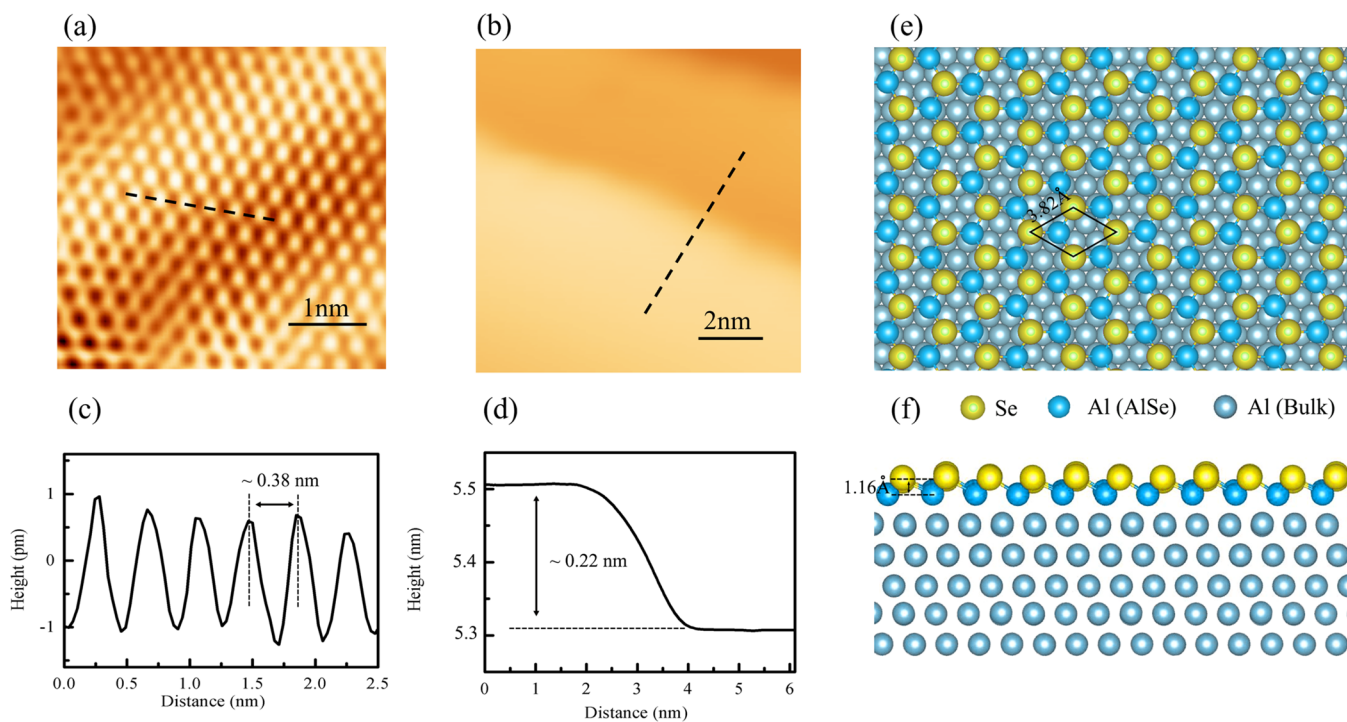 (a)
(b)
(e)
1nm
2nm
3.82Å
(c)
(d)
Se
Al (AlSe)
Al (Bulk)
(f)
~ 0.38 nm
1
0
-1
Height (pm)
0.0
0.5
1.0
1.5
2.0
2.5
Distance (nm)
5.5
5.4
5.3
Height (nm)
~ 0.22 nm
0
1
2
3
4
5
6
Distance (nm)
1.16Å